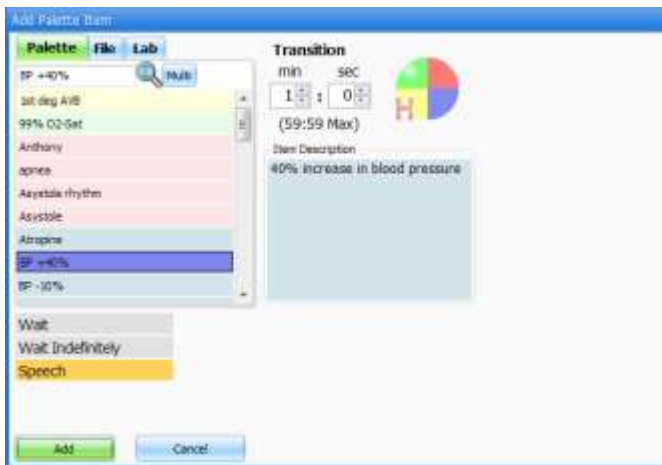 Add Palette Item
Palette File Lab
BP +40% Multi
1st deg AVB
99% O2-Sat
Anthony
apnea
Asystole rhythm
Asystole
Atropine
BP +40%
BP -10%
Wait
Wait Indefinitely
Speech
Add Cancel
Transition
min sec
1 : 0
(59:59 Max)
H
Item Description
40% increase in blood pressure